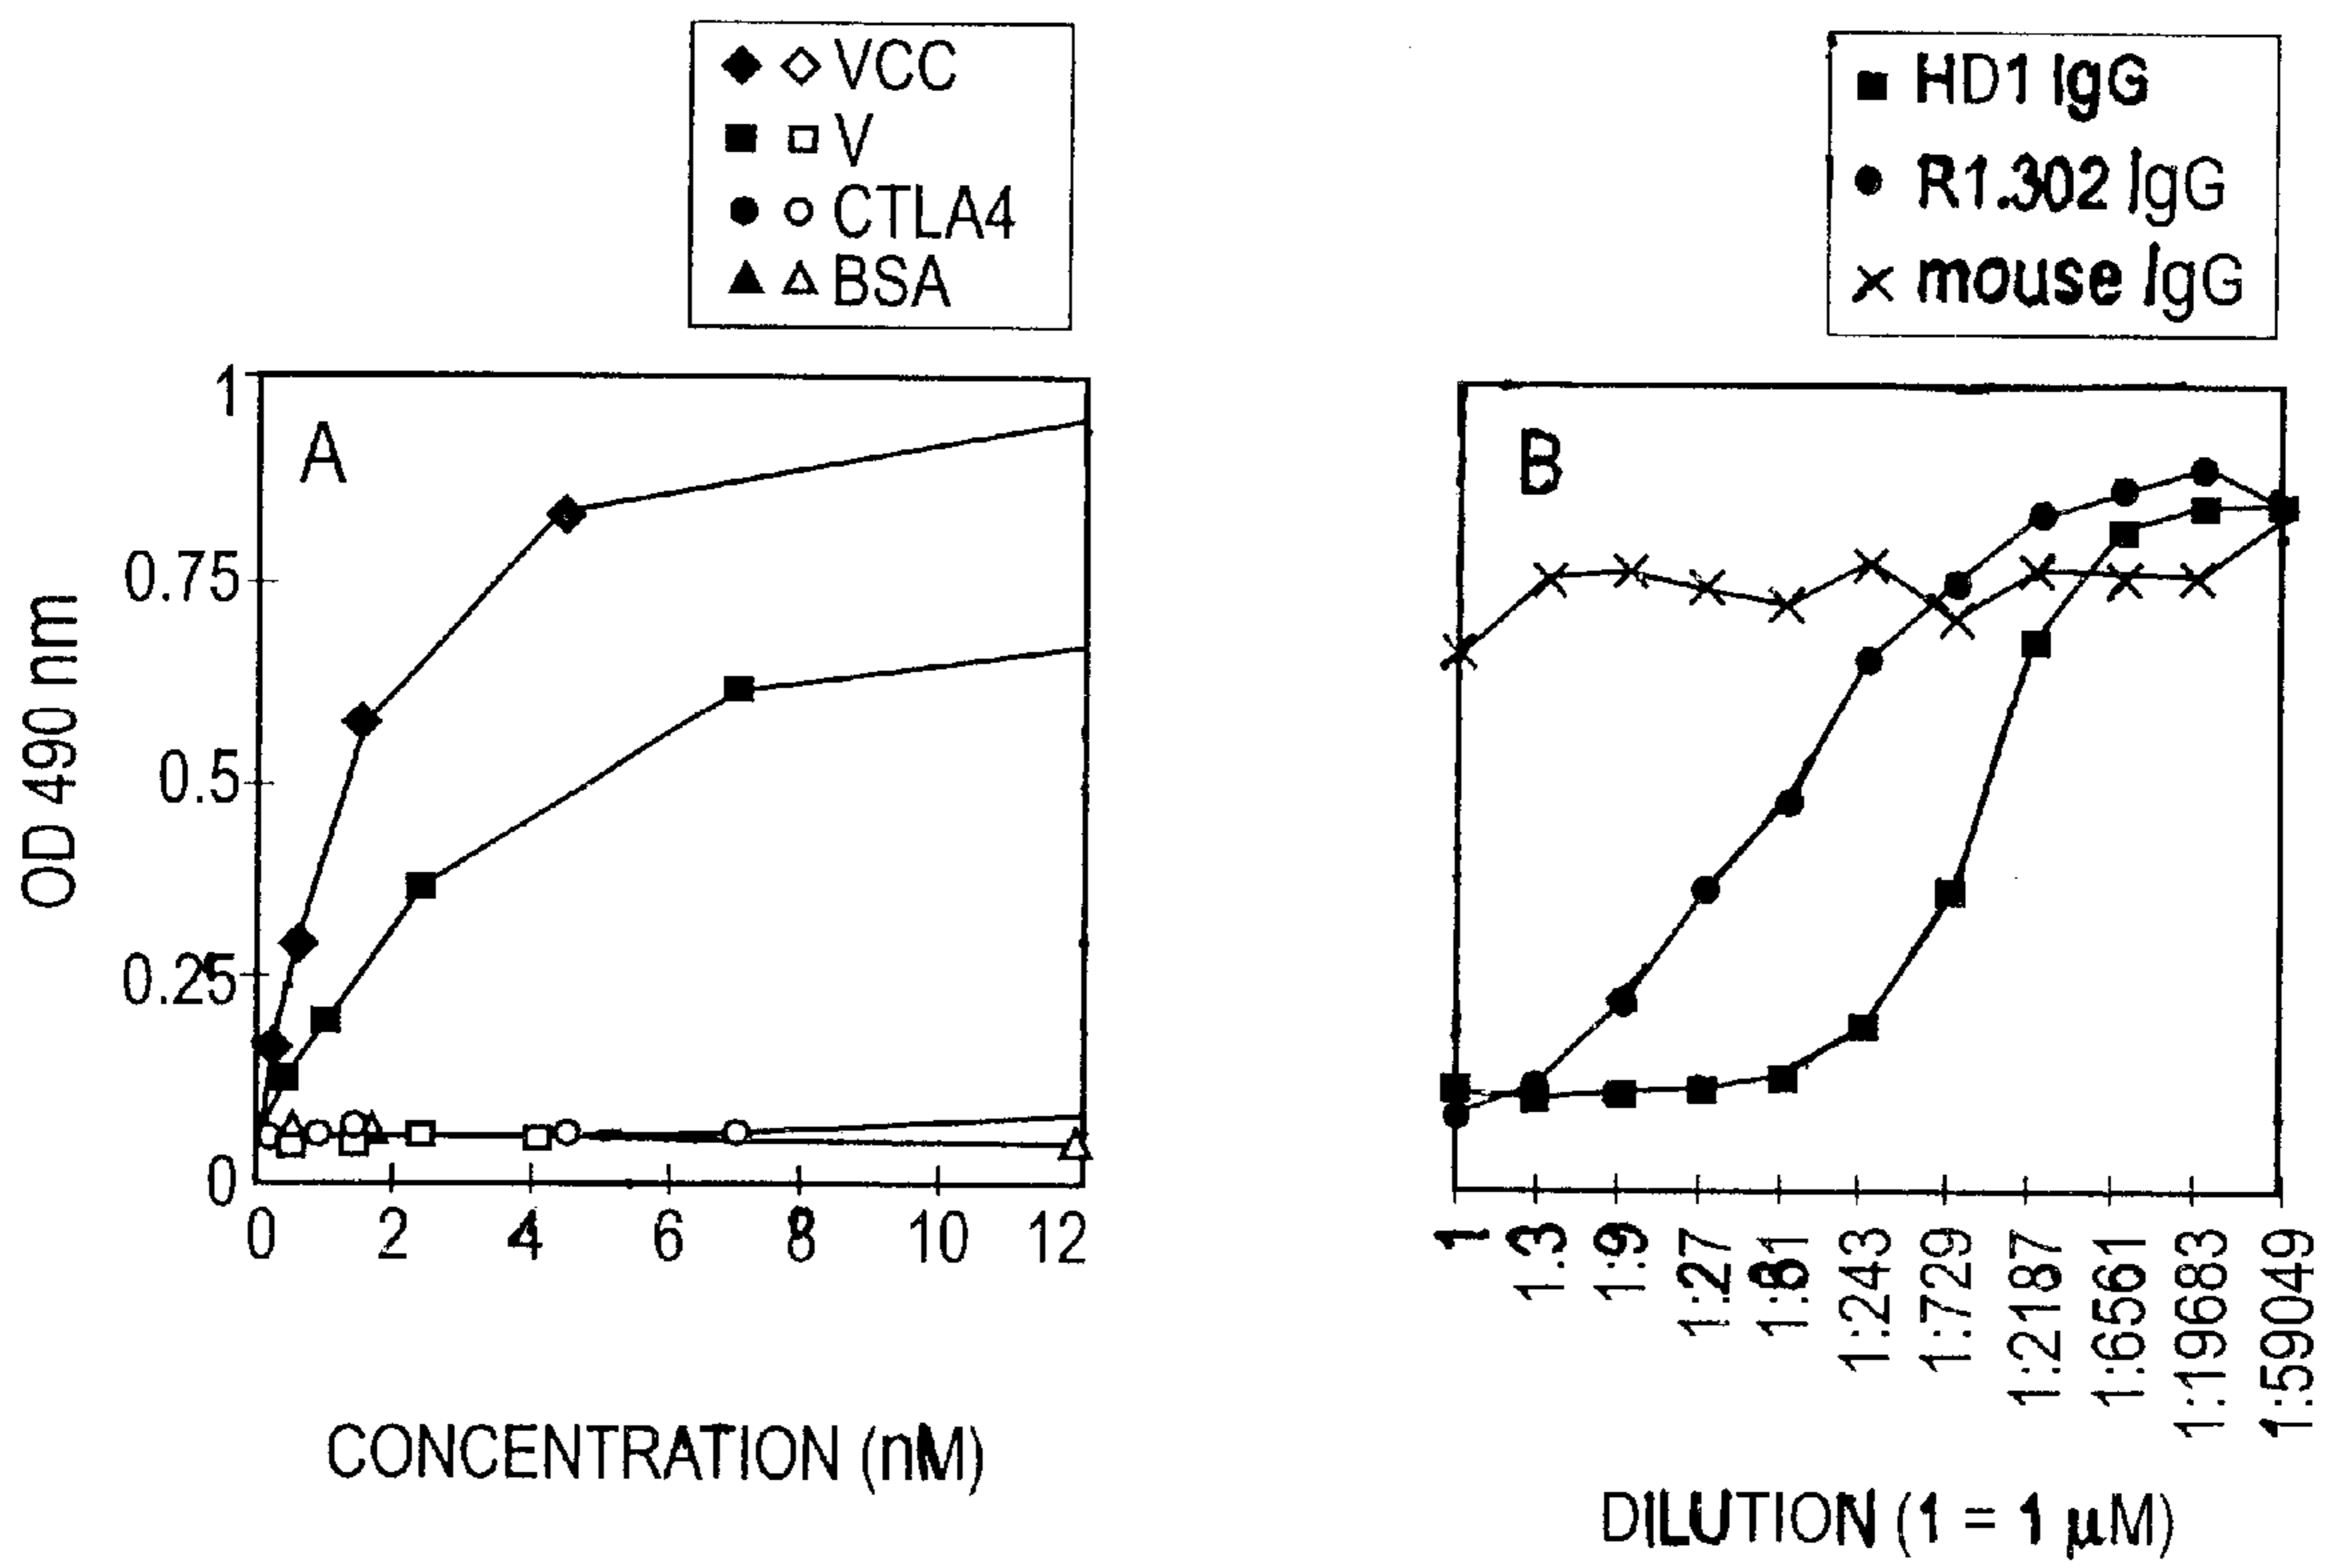 VCC
V
CTLA4
BSA
HD1 IgG
R1.302 IgG
mouse IgG
A
1
0.75
0.5
0.25
0
OD 490 nm
0 2 4 6 8 10 12
CONCENTRATION (nM)
B
1
1:3
1:9
1:27
1:81
1:243
1:729
1:2187
1:6561
1:19683
1:59049
DILUTION (1 = 1 µM)